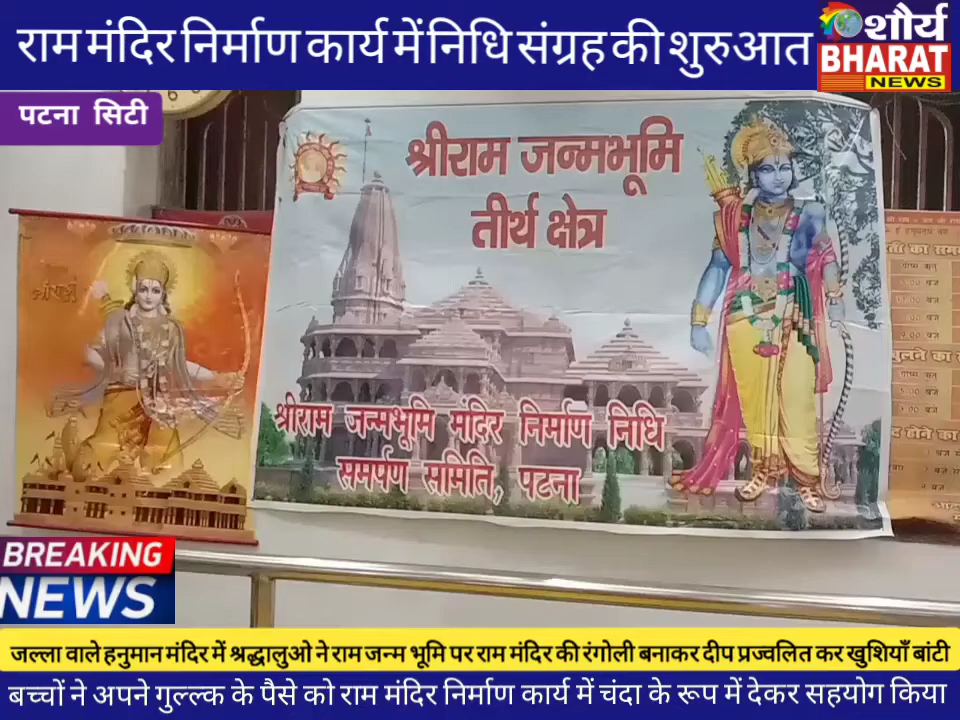 राम मंदिर निर्माण कार्य में निधि संग्रह की शुरुआत
शौर्य
BHARAT
NEWS
पटना सिटी
श्रीराम जन्मभूमि
तीर्थ क्षेत्र
श्रीराम जन्मभूमि मंदिर निर्माण निधि
समर्पण समिति, पटना
BREAKING
NEWS
जल्ला वाले हनुमान मंदिर में श्रद्धालुओ ने राम जन्म भूमि पर राम मंदिर की रंगोली बनाकर दीप प्रज्वलित कर खुशियाँ बांटी
बच्चों ने अपने गुल्ल्क के पैसे को राम मंदिर निर्माण कार्य में चंदा के रूप में देकर सहयोग किया